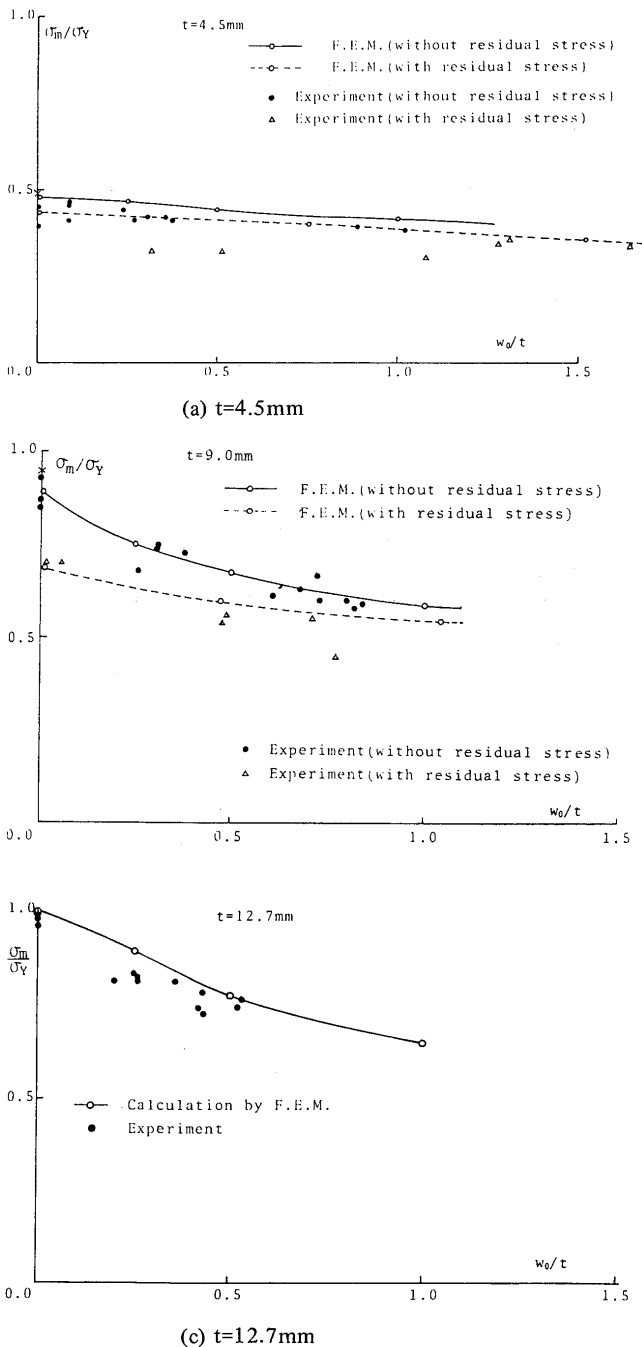 1.0
σm/σY
t=4.5mm
F.E.M.(without residual stress)
F.E.M.(with residual stress)
Experiment(without residual stress)
Experiment(with residual stress)
0.5
w₀/t
0.0
0.5
1.0
1.5
(a) t=4.5mm
1.0
σm/σY
t=9.0mm
F.E.M.(without residual stress)
F.E.M.(with residual stress)
0.5
Experiment(without residual stress)
Experiment(with residual stress)
w₀/t
0.0
0.5
1.0
1.5
1.0
t=12.7mm
σm
σY
0.5
Calculation by F.E.M.
Experiment
w₀/t
0.0
0.5
1.0
1.5
(c) t=12.7mm